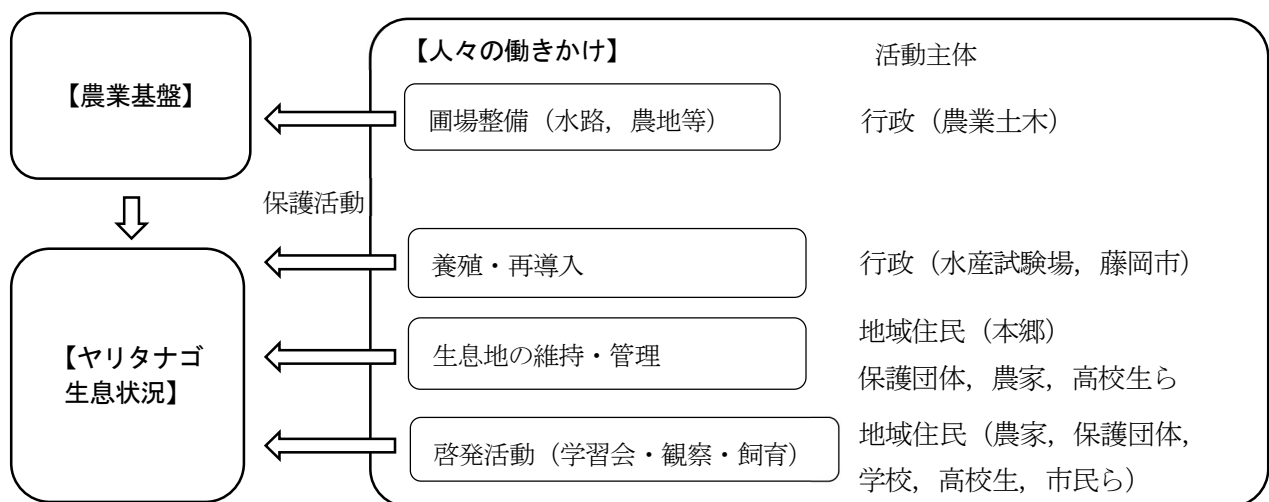 【人々の働きかけ】
活動主体
【農業基盤】
圃場整備（水路，農地等）
行政（農業土木）
保護活動
養殖・再導入
行政（水産試験場，藤岡市）
【ヤリタナゴ
生息状況】
生息地の維持・管理
地域住民（本郷）
保護団体，農家，高校生ら
啓発活動（学習会・観察・飼育）
地域住民（農家，保護団体，
学校，高校生，市民ら）